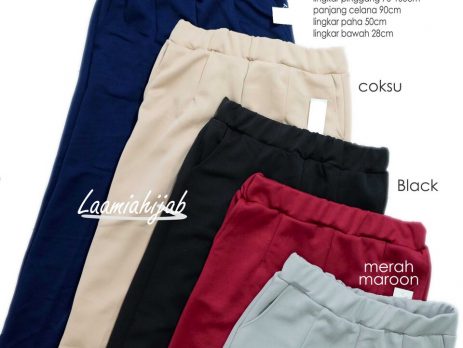 panjang celana 90cm
lingkar paha 50cm
lingkar bawah 28cm
coksu
Laamiahijab
Black
merah
maroon